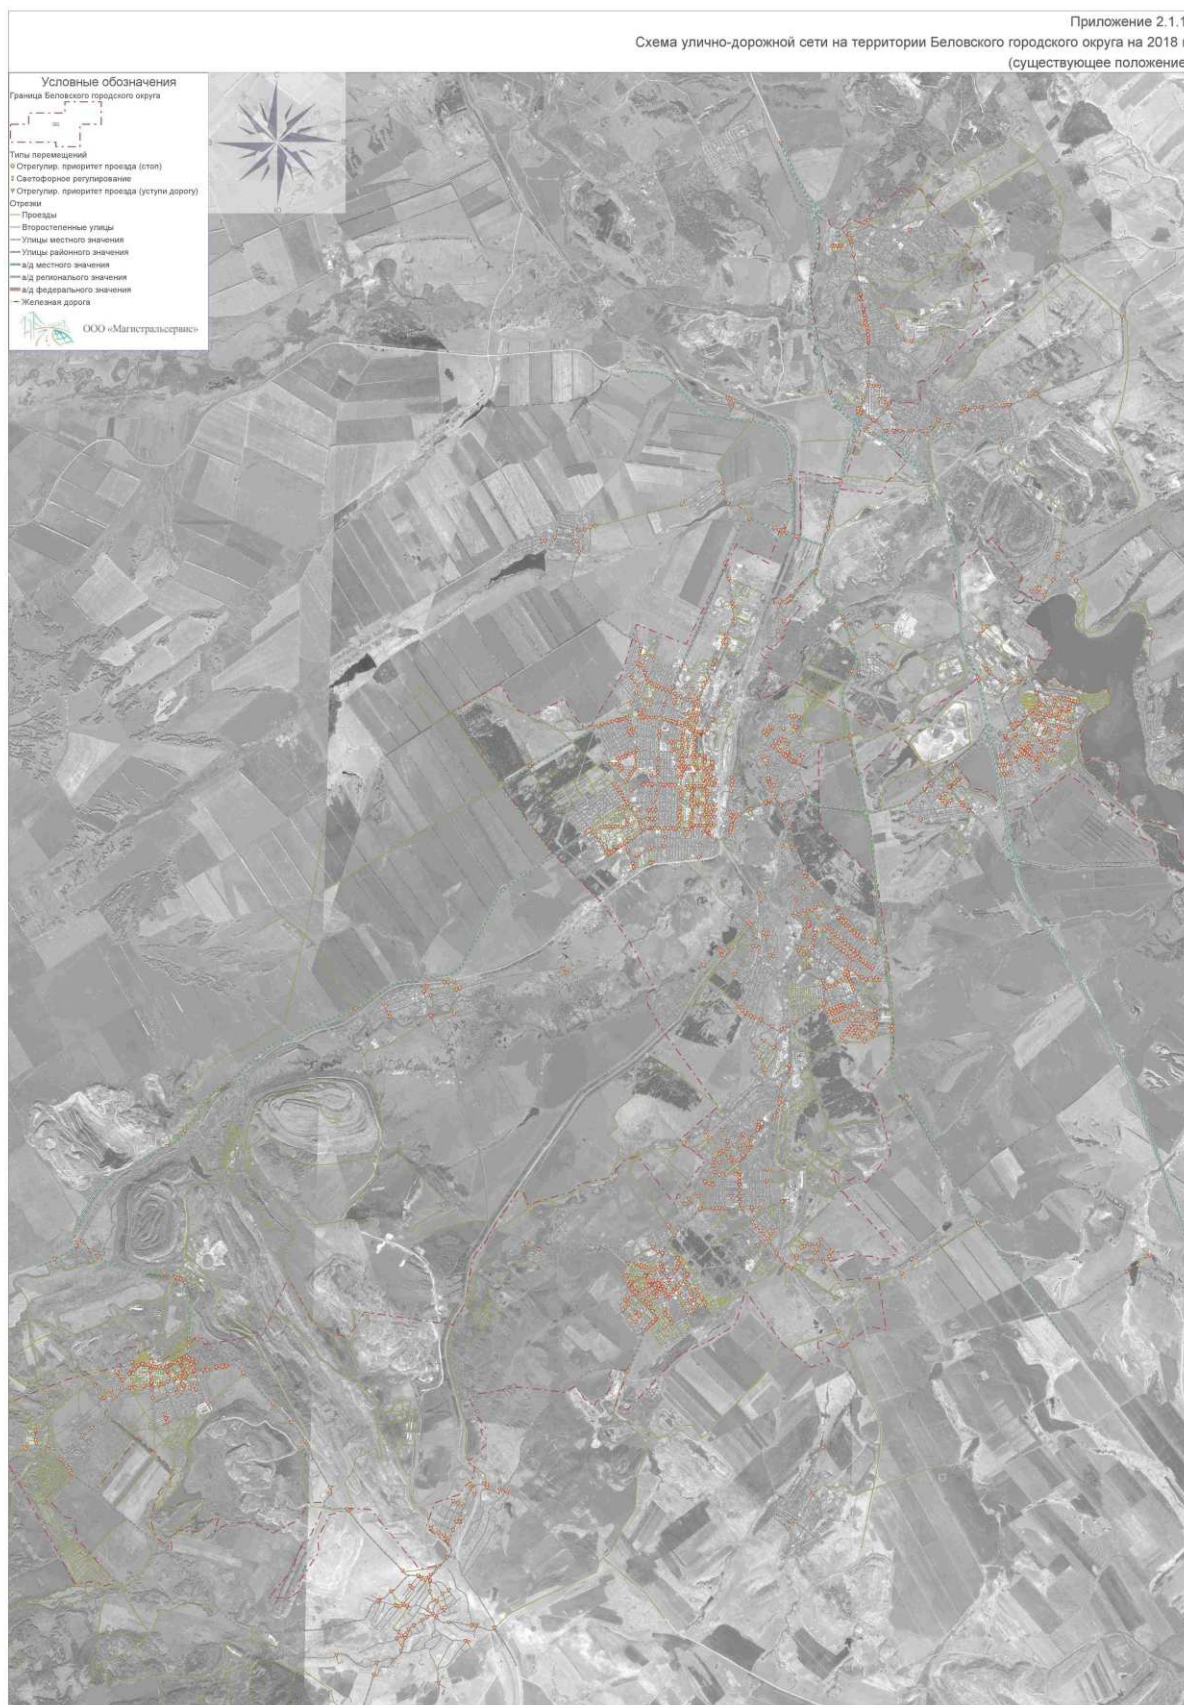 Приложение 2.1.1
Схема улично-дорожной сети на территории Беловского городского округа на 2018 г
(существующее положение
Условные обозначения
Граница Беловского городского округа
Типы перемещений
Отрегулир. приоритет проезда (стоп)
Светофорное регулирование
Отрегулир. приоритет проезда (уступи дорогу)
Отрезки
Проезды
Второстепенные улицы
Улицы местного значения
Улицы районного значения
а/д местного значения
а/д регионального значения
а/д федерального значения
Железная дорога
ООО «Магистральсервис»